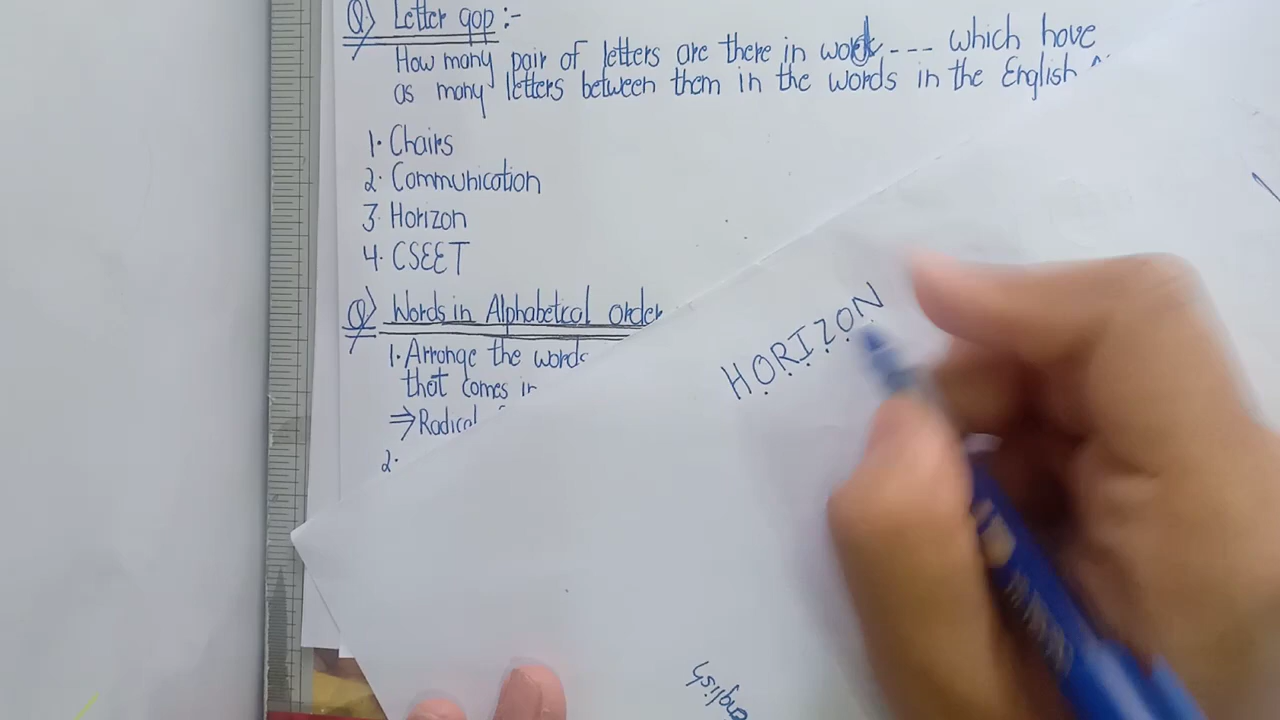 Q) Letter gap :-
How many pair of letters are there in word --- which have
as many letters between them in the words in the English
1. Chairs
2. Communication
3. Horizon
4. CSEET
Q) Words in Alphabetical order
1. Arrange the words
that comes in
⇒ Radical
2.
HORIZON
English